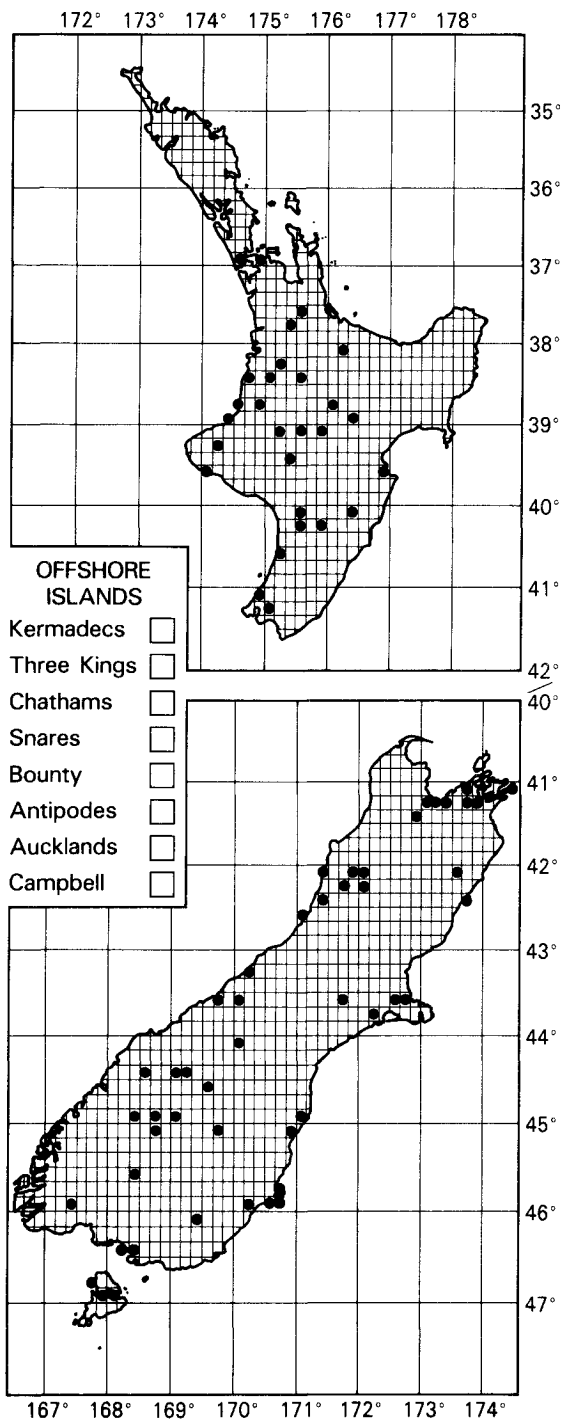 172° 173° 174° 175° 176° 177° 178°
35°
36°
37°
38°
39°
40°
OFFSHORE
ISLANDS
41°
Kermadecs
Three Kings
42°
40°
Chathams
Snares
Bounty
41°
Antipodes
Aucklands
42°
Campbell
43°
44°
45°
46°
47°
167° 168° 169° 170° 171° 172° 173° 174°